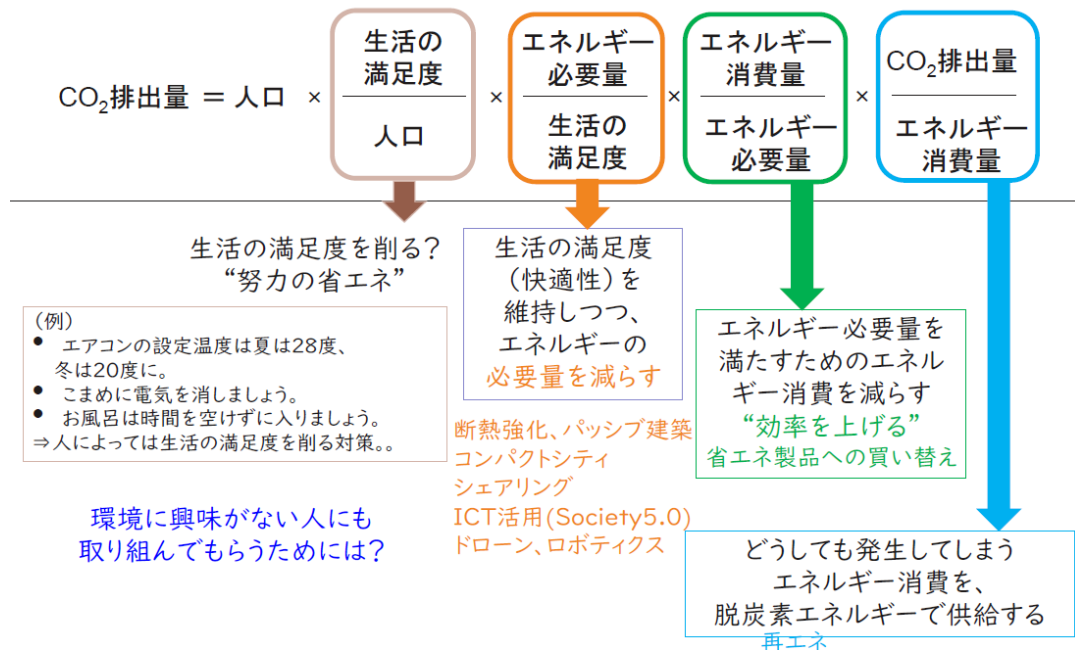 CO₂排出量 = 人口 × 生活の満足度 / 人口 × エネルギー必要量 / 生活の満足度 × エネルギー消費量 / エネルギー必要量 × CO₂排出量 / エネルギー消費量
生活の満足度を削る?
“努力の省エネ”
(例)
● エアコンの設定温度は夏は28度、
冬は20度に。
● こまめに電気を消しましょう。
● お風呂は時間を空けずに入りましょう。
⇒人によっては生活の満足度を削る対策。。
環境に興味がない人にも
取り組んでもらうためには?
生活の満足度
(快適性)を
維持しつつ、
エネルギーの
必要量を減らす
断熱強化、パッシブ建築
コンパクトシティ
シェアリング
ICT活用(Society5.0)
ドローン、ロボティクス
エネルギー必要量を
満たすためのエネル
ギー消費を減らす
“効率を上げる”
省エネ製品への買い替え
どうしても発生してしまう
エネルギー消費を、
脱炭素エネルギーで供給する
再エネ